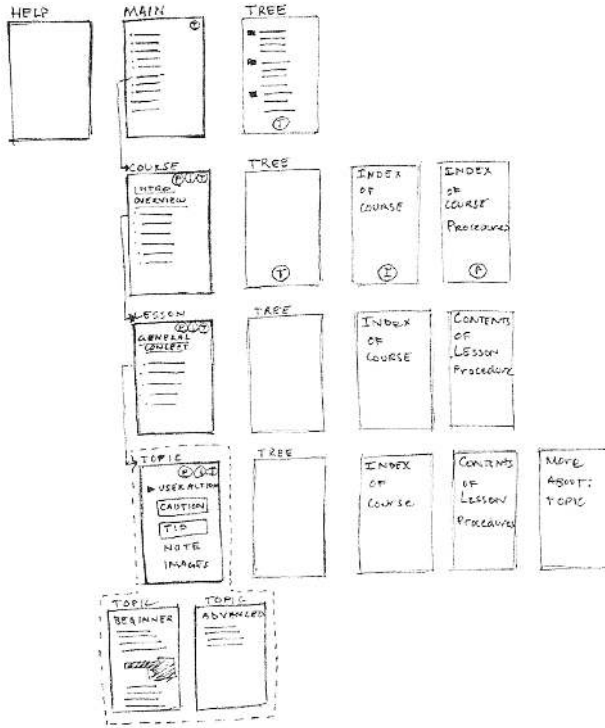 HELP
MAIN
TREE
T
T
COURSE
TREE
P I T
INTRO
OVERVIEW
INDEX
OF
COURSE
INDEX
OF
COURSE
Procedures
T
I
P
LESSON
TREE
P I T
GENERAL
CONCEPT
INDEX
OF
COURSE
CONTENTS
OF
LESSON
Procedure
TOPIC
TREE
P I T
USER ACTION
CAUTION
TIP
NOTE
IMAGES
INDEX
OF
Course
CONTENTS
OF
LESSON
Procedures
MORE
ABOUT:
TOPIC
TOPIC
TOPIC
BEGINNER
ADVANCED